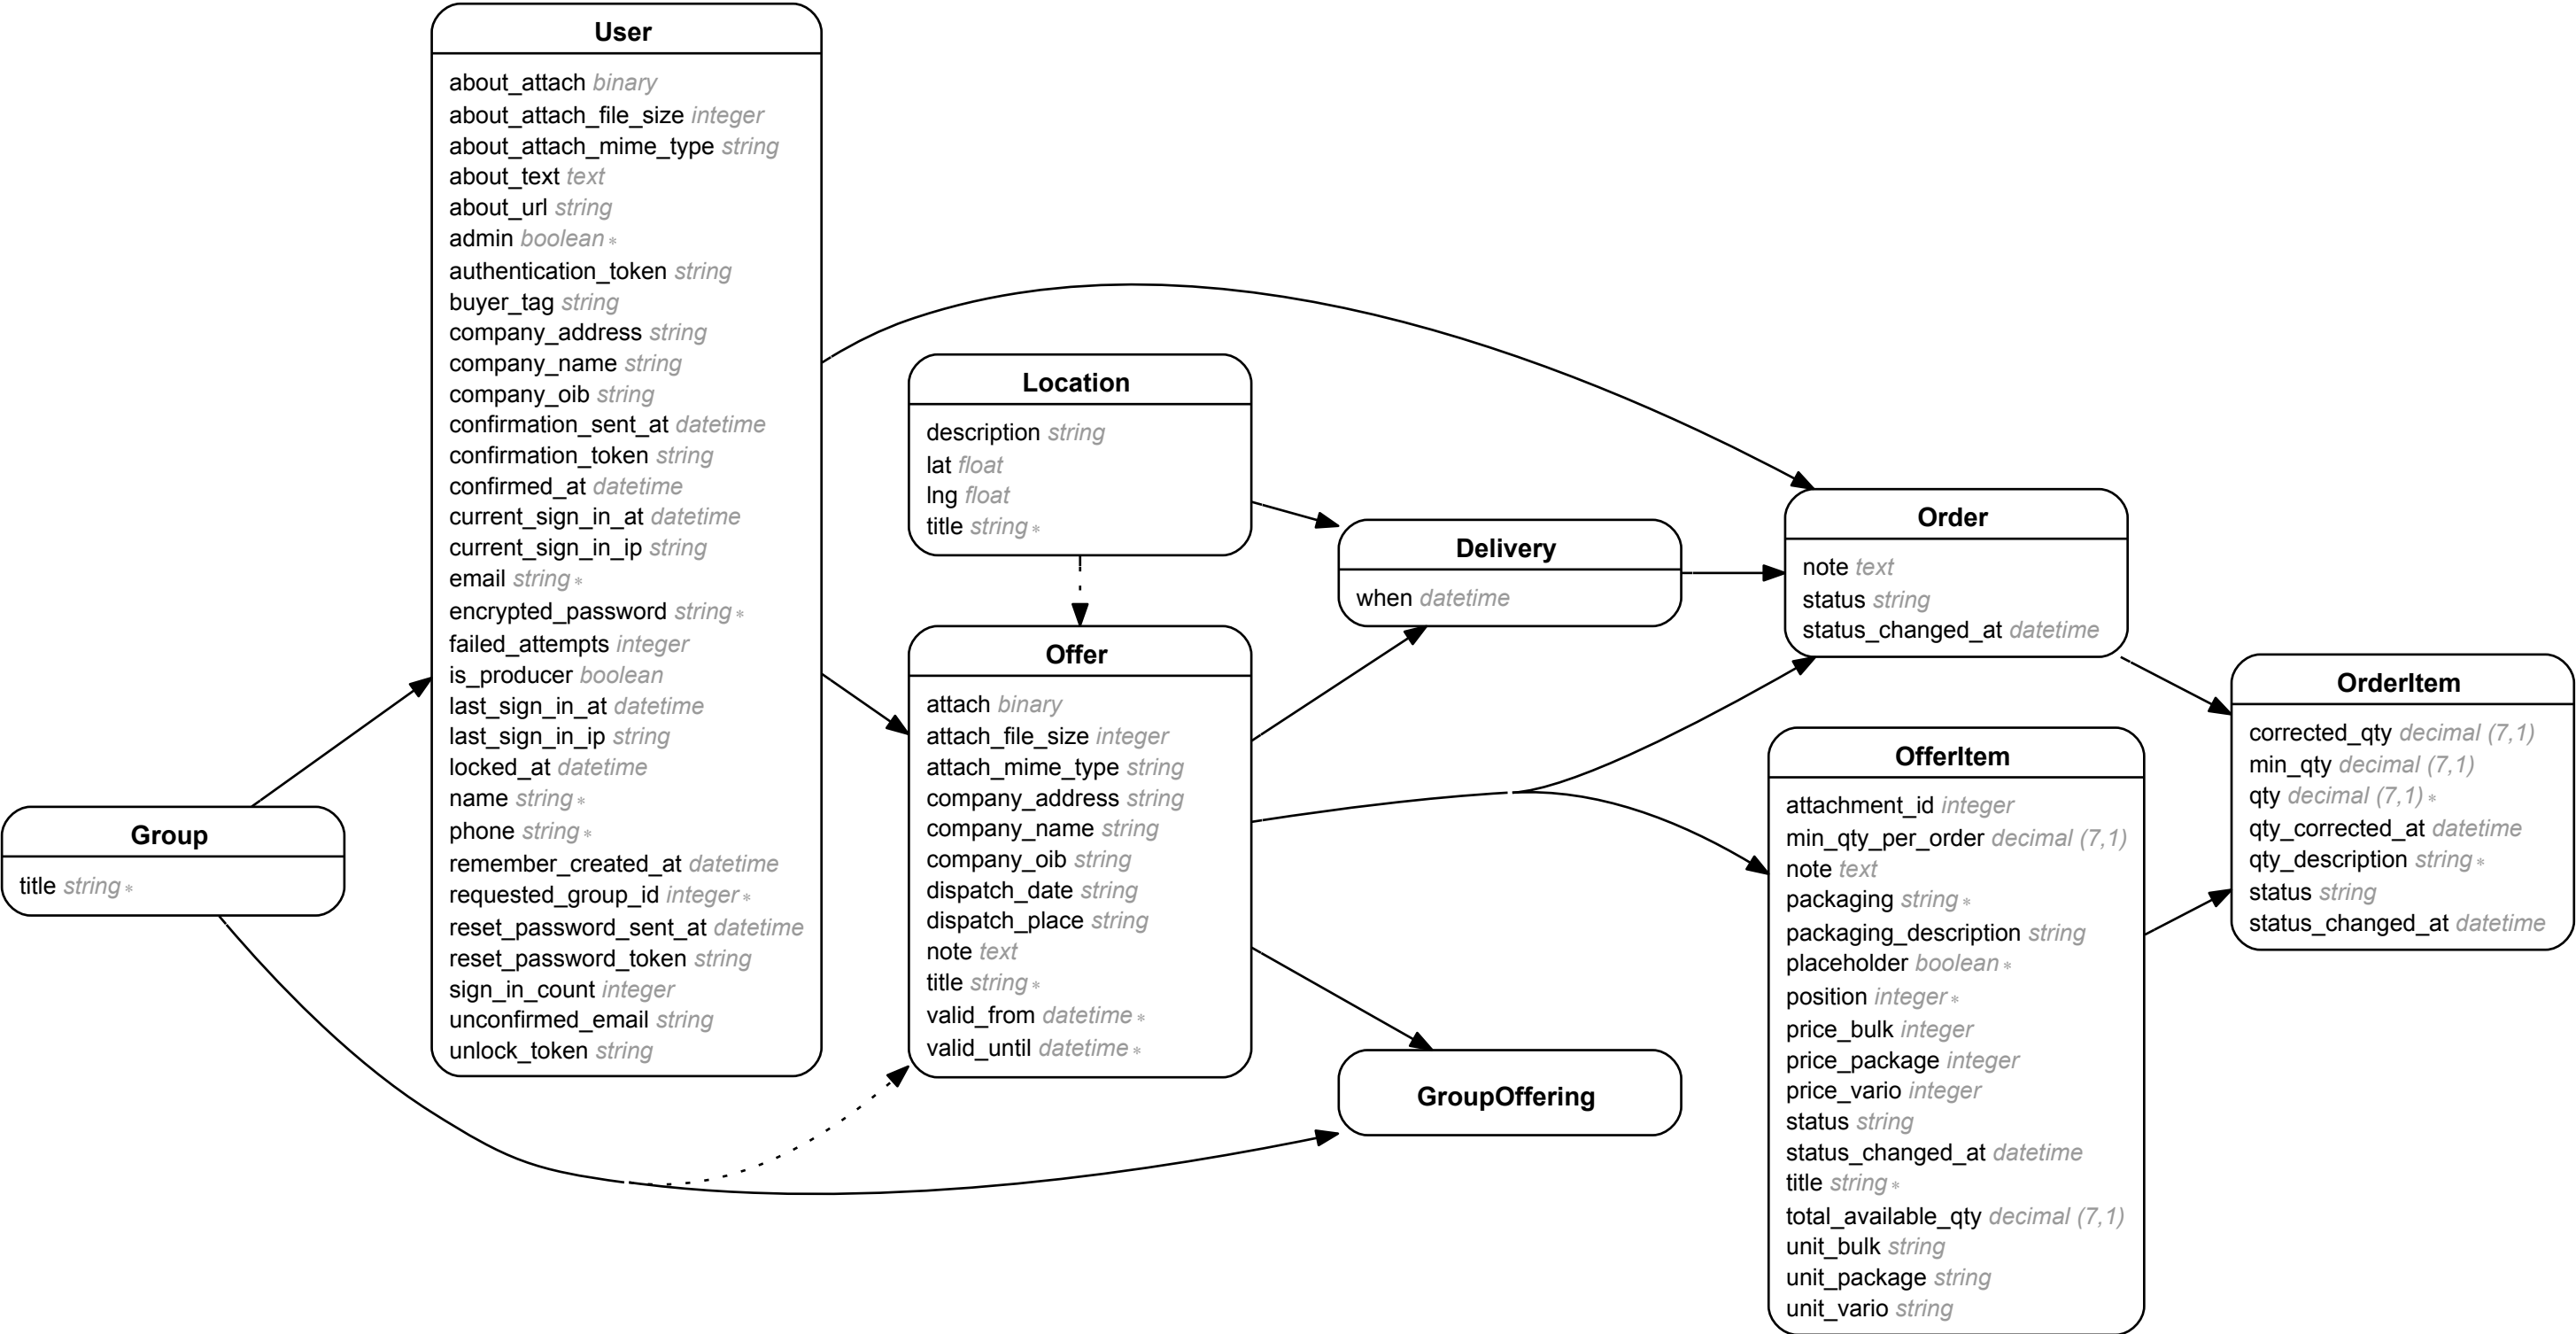 User
about_attach binary
about_attach_file_size integer
about_attach_mime_type string
about_text text
about_url string
admin boolean *
authentication_token string
buyer_tag string
company_address string
company_name string
company_oib string
confirmation_sent_at datetime
confirmation_token string
confirmed_at datetime
current_sign_in_at datetime
current_sign_in_ip string
email string *
encrypted_password string *
failed_attempts integer
is_producer boolean
last_sign_in_at datetime
last_sign_in_ip string
locked_at datetime
name string *
phone string *
remember_created_at datetime
requested_group_id integer *
reset_password_sent_at datetime
reset_password_token string
sign_in_count integer
unconfirmed_email string
unlock_token string
Group
title string *
Location
description string
lat float
lng float
title string *
Offer
attach binary
attach_file_size integer
attach_mime_type string
company_address string
company_name string
company_oib string
dispatch_date string
dispatch_place string
note text
title string *
valid_from datetime *
valid_until datetime *
Delivery
when datetime
GroupOffering
Order
note text
status string
status_changed_at datetime
OfferItem
attachment_id integer
min_qty_per_order decimal (7,1)
note text
packaging string *
packaging_description string
placeholder boolean *
position integer *
price_bulk integer
price_package integer
price_vario integer
status string
status_changed_at datetime
title string *
total_available_qty decimal (7,1)
unit_bulk string
unit_package string
unit_vario string
OrderItem
corrected_qty decimal (7,1)
min_qty decimal (7,1)
qty decimal (7,1) *
qty_corrected_at datetime
qty_description string *
status string
status_changed_at datetime